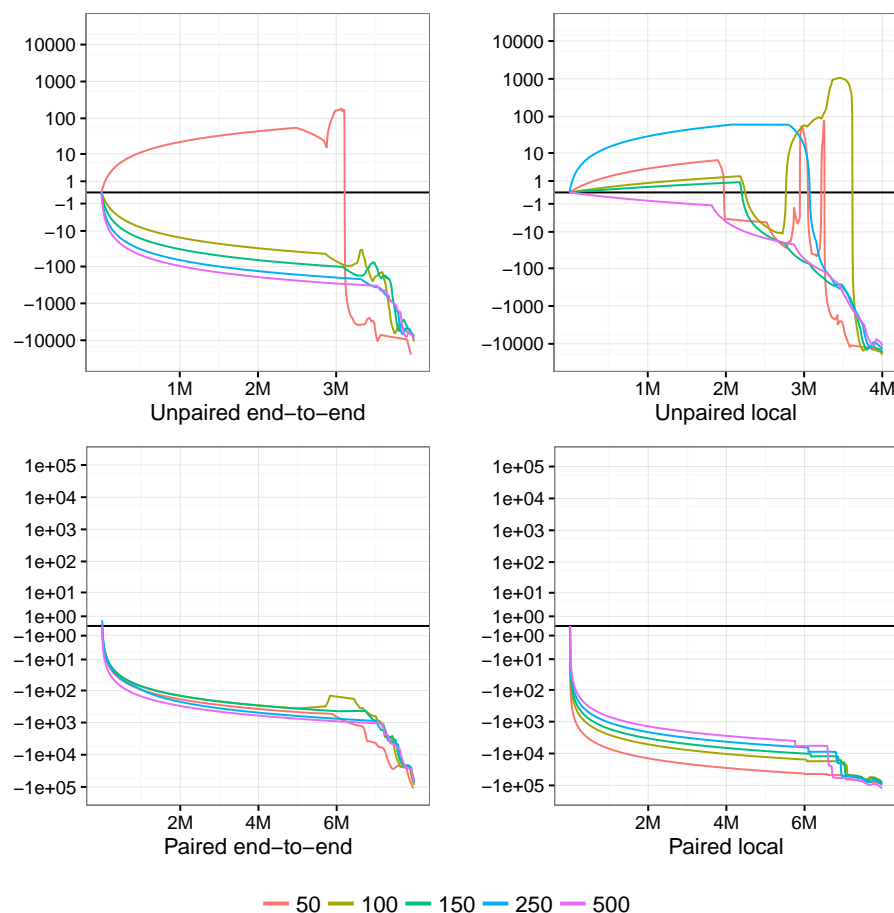 10000
1000
100
10
1
−1
−10
−100
−1000
−10000
1M 2M 3M
Unpaired end−to−end
10000
1000
100
10
1
−1
−10
−100
−1000
−10000
1M 2M 3M 4M
Unpaired local
1e+05
1e+04
1e+03
1e+02
1e+01
1e+00
−1e+00
−1e+01
−1e+02
−1e+03
−1e+04
−1e+05
2M 4M 6M
Paired end−to−end
1e+05
1e+04
1e+03
1e+02
1e+01
1e+00
−1e+00
−1e+01
−1e+02
−1e+03
−1e+04
−1e+05
2M 4M 6M
Paired local
50 100 150 250 500